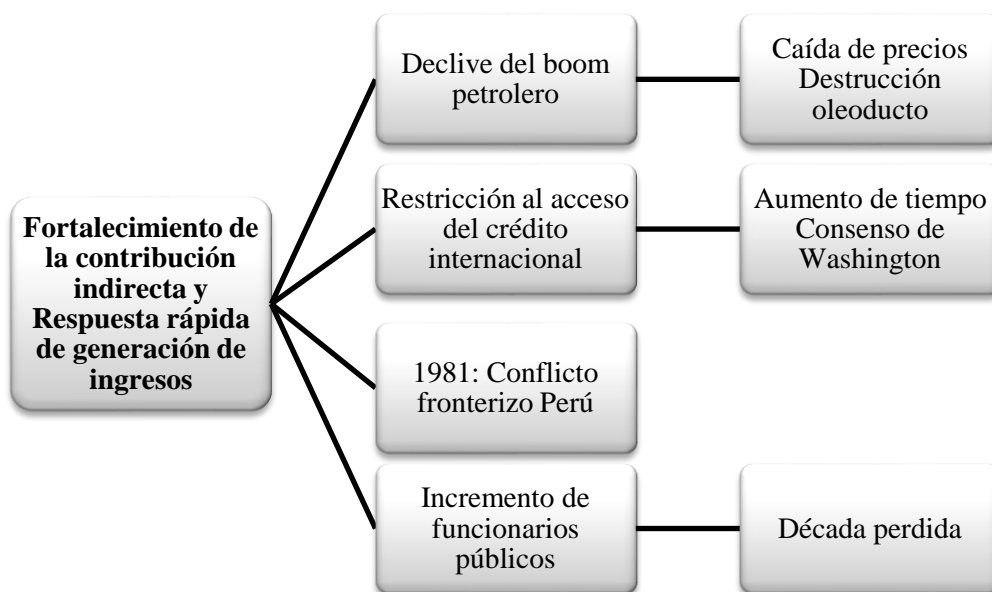 Fortalecimiento de
la contribución
indirecta y
Respuesta rápida
de generación de
ingresos
Declive del boom
petrolero
Caída de precios
Destrucción
oleoducto
Restricción al acceso
del crédito
internacional
Aumento de tiempo
Consenso de
Washington
1981: Conflicto
fronterizo Perú
Incremento de
funcionarios
públicos
Década perdida